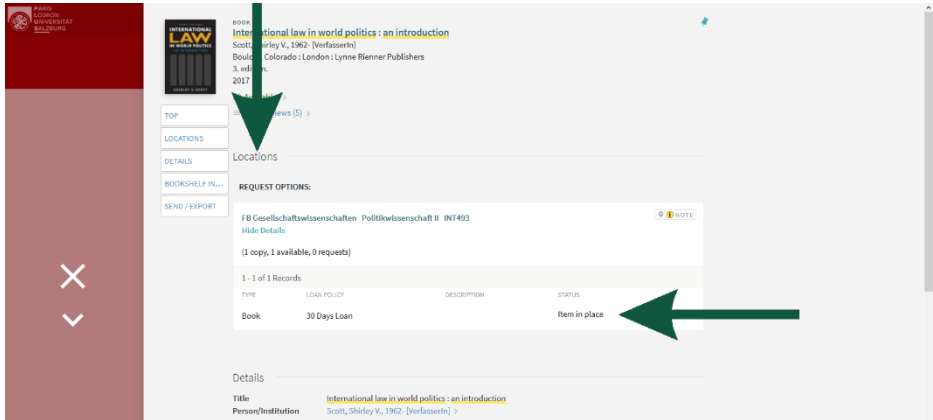 PARIS
LODRON
UNIVERSITÄT
SALZBURG
INTERNATIONAL
LAW
IN WORLD POLITICS
SHIRLEY V. SCOTT
BOOK
International law in world politics : an introduction
Scott, Shirley V., 1962- [VerfasserIn]
Boulder, Colorado : London : Lynne Rienner Publishers
3. edition.
2017
(5) >
TOP
LOCATIONS
DETAILS
BOOKSHELF IN...
SEND / EXPORT
Locations
REQUEST OPTIONS:
FB Gesellschaftswissenschaften Politikwissenschaft II INT493
NOTE
Hide Details
(1 copy, 1 available, 0 requests)
1 - 1 of 1 Records
TYPE LOAN POLICY DESCRIPTION STATUS
Book 30 Days Loan Item in place
Details
Title International law in world politics : an introduction
Person/Institution Scott, Shirley V., 1962- [VerfasserIn] >